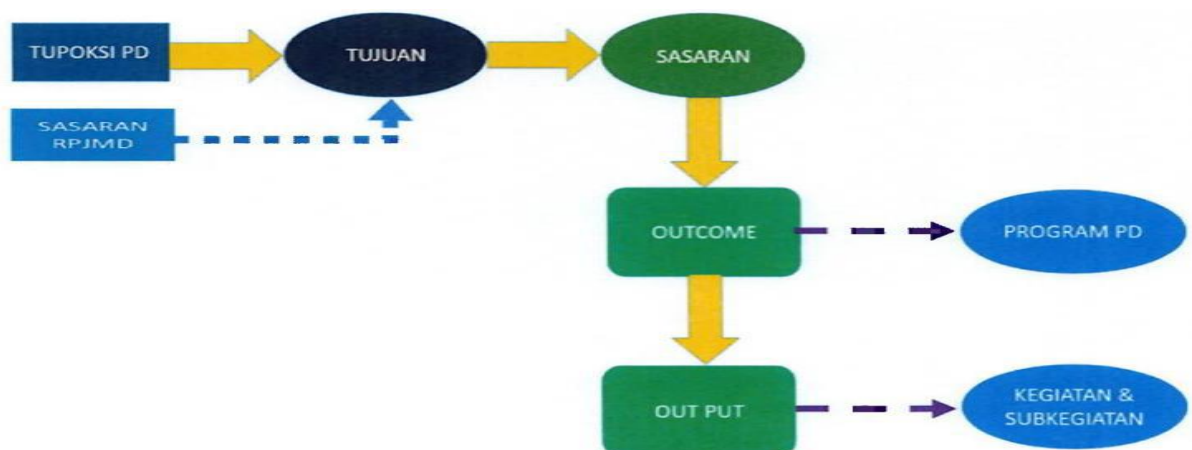 TUPOKSI PD
TUJUAN
SASARAN
SASARAN
RPJMD
OUTCOME
PROGRAM PD
OUT PUT
KEGIATAN &
SUBKEGIATAN